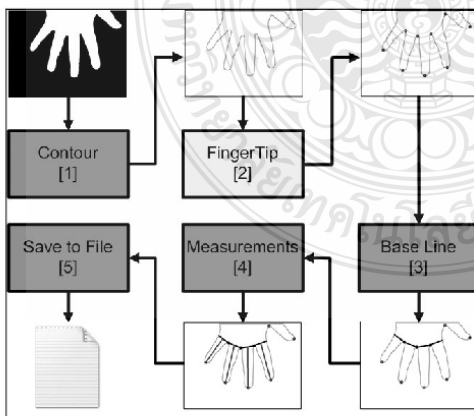 Contour
[1]
FingerTip
[2]
Base Line
[3]
Measurements
[4]
Save to File
[5]